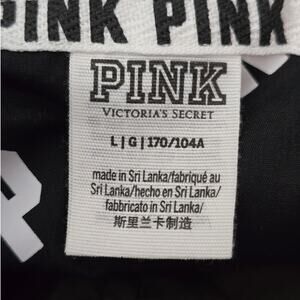 PINK PINK
PINK
VICTORIA'S SECRET
L | G | 170/104A
made in Sri Lanka/fabriqué au
Sri Lanka/hecho en Sri Lanka/
fabbricato in Sri Lanka/
斯里兰卡制造